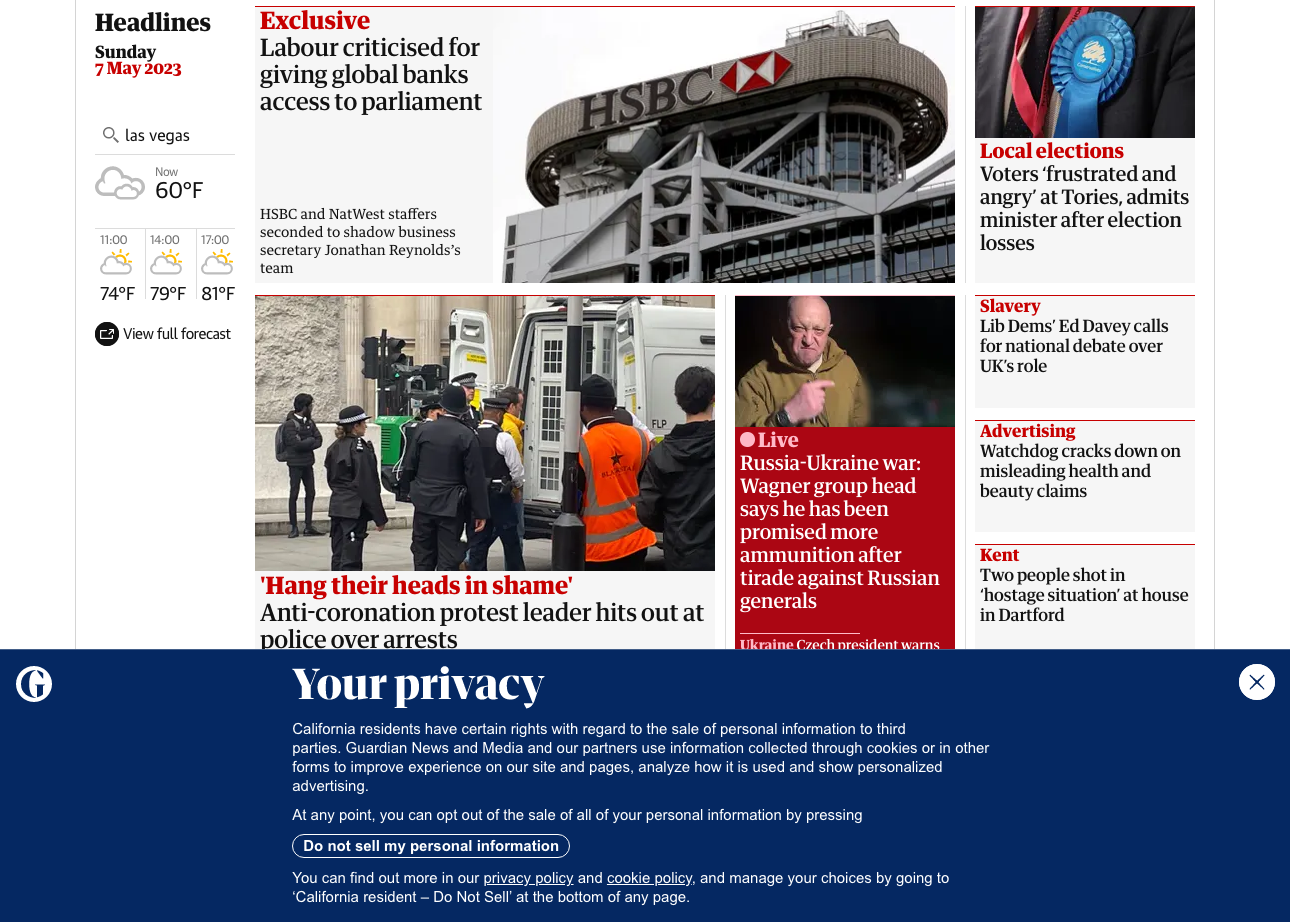 Headlines
Sunday
7 May 2023
las vegas
Now
60°F
11:00
14:00
17:00
74°F
79°F
81°F
View full forecast
Exclusive
Labour criticised for
giving global banks
access to parliament
HSBC and NatWest staffers
seconded to shadow business
secretary Jonathan Reynolds’s
team
HSBC
Conservatives
Local elections
Voters ‘frustrated and
angry’ at Tories, admits
minister after election
losses
FLP
'Hang their heads in shame'
Anti-coronation protest leader hits out at
police over arrests
Live
Russia-Ukraine war:
Wagner group head
says he has been
promised more
ammunition after
tirade against Russian
generals
Ukraine Czech president warns
Slavery
Lib Dems’ Ed Davey calls
for national debate over
UK’s role
Advertising
Watchdog cracks down on
misleading health and
beauty claims
Kent
Two people shot in
‘hostage situation’ at house
in Dartford
Your privacy
California residents have certain rights with regard to the sale of personal information to third
parties. Guardian News and Media and our partners use information collected through cookies or in other
forms to improve experience on our site and pages, analyze how it is used and show personalized
advertising.
At any point, you can opt out of the sale of all of your personal information by pressing
Do not sell my personal information
You can find out more in our privacy policy and cookie policy, and manage your choices by going to
‘California resident – Do Not Sell’ at the bottom of any page.